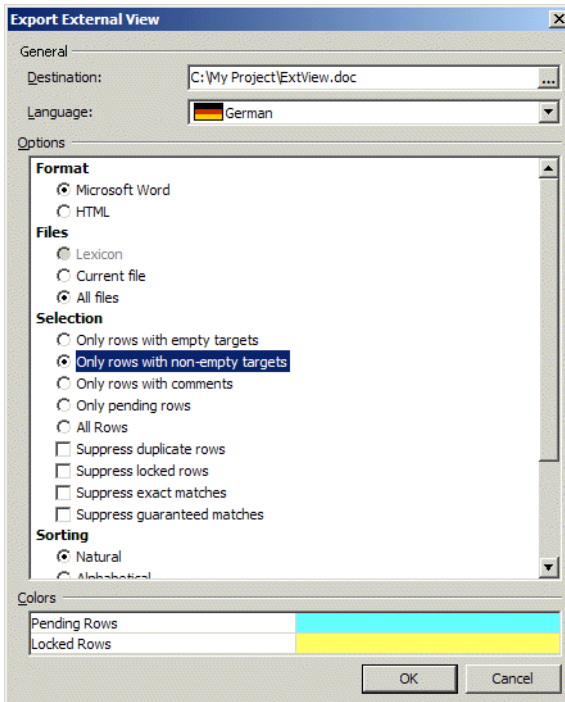 Export External View
General
Destination: C:\My Project\ExtView.doc ...
Language: German
Options
Format
Microsoft Word
HTML
Files
Lexicon
Current file
All files
Selection
Only rows with empty targets
Only rows with non-empty targets
Only rows with comments
Only pending rows
All Rows
Suppress duplicate rows
Suppress locked rows
Suppress exact matches
Suppress guaranteed matches
Sorting
Natural
Alphabetical
Colors
Pending Rows
Locked Rows
OK Cancel